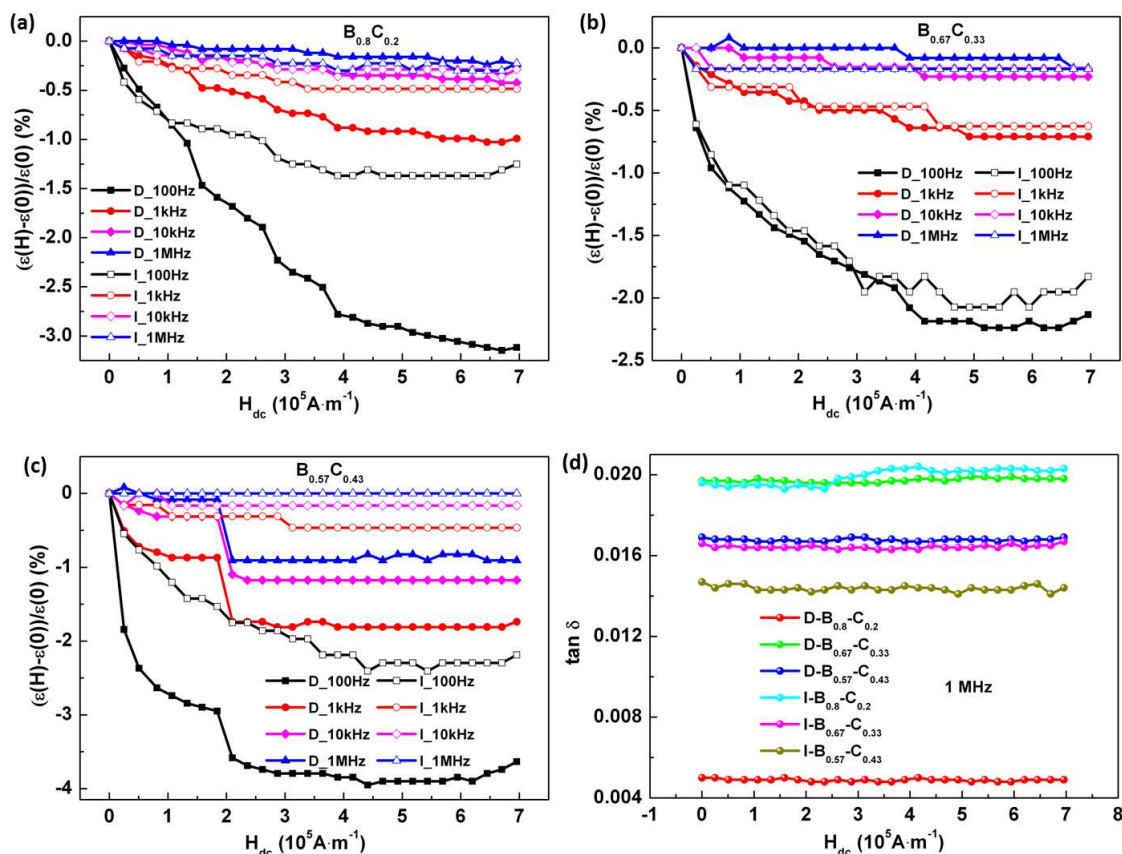 (a)
B0.8C0.2
(ε(H)-ε(0))/ε(0) (%)
0.0
-0.5
-1.0
-1.5
-2.0
-2.5
-3.0
D_100Hz
D_1kHz
D_10kHz
D_1MHz
I_100Hz
I_1kHz
I_10kHz
I_1MHz
0 1 2 3 4 5 6 7
Hdc (10^5A·m^-1)
(b)
B0.67C0.33
(ε(H)-ε(0))/ε(0) (%)
0.0
-0.5
-1.0
-1.5
-2.0
-2.5
D_100Hz I_100Hz
D_1kHz I_1kHz
D_10kHz I_10kHz
D_1MHz I_1MHz
0 1 2 3 4 5 6 7
Hdc (10^5A·m^-1)
(c)
B0.57C0.43
(ε(H)-ε(0))/ε(0) (%)
0
-1
-2
-3
-4
D_100Hz I_100Hz
D_1kHz I_1kHz
D_10kHz I_10kHz
D_1MHz I_1MHz
0 1 2 3 4 5 6 7
Hdc (10^5A·m^-1)
(d)
tan δ
0.020
0.016
0.012
0.008
0.004
D-B0.8-C0.2
D-B0.67-C0.33
D-B0.57-C0.43
I-B0.8-C0.2
I-B0.67-C0.33
I-B0.57-C0.43
1 MHz
-1 0 1 2 3 4 5 6 7 8
Hdc (10^5A·m^-1)